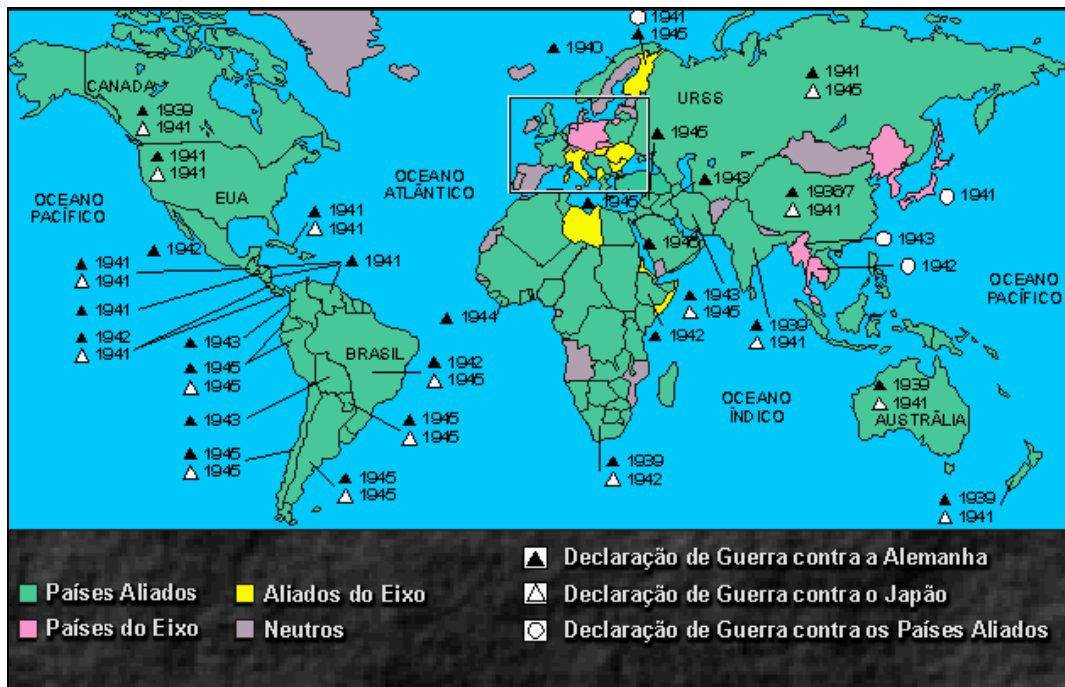 ○ 1941
▲ 1945
▲ 1940
▲ 1941
△ 1945
URSS
CANADA
▲ 1939
△ 1941
▲ 1945
▲ 1941
△ 1941
EUA
OCEANO
PACÍFICO
OCEANO
ATLÂNTICO
▲ 1943
▲ 1945
▲ 1941
△ 1941
○ 1941
▲ 1942
▲ 1945
○ 1943
△ 1941
▲ 1941
△ 1941
▲ 1941
○ 1942
OCEANO
PACÍFICO
▲ 1941
▲ 1942
△ 1941
▲ 1944
▲ 1943
△ 1945
▲ 1942
▲ 1939
△ 1941
▲ 1943
BRASIL
▲ 1945
△ 1945
▲ 1942
△ 1945
OCEANO
ÍNDICO
▲ 1939
△ 1941
AUSTRÁLIA
▲ 1943
▲ 1945
△ 1945
▲ 1945
△ 1945
▲ 1945
△ 1945
▲ 1939
△ 1942
▲ 1939
△ 1941
Países Aliados
Aliados do Eixo
Países do Eixo
Neutros
▲ Declaração de Guerra contra a Alemanha
△ Declaração de Guerra contra o Japão
○ Declaração de Guerra contra os Países Aliados